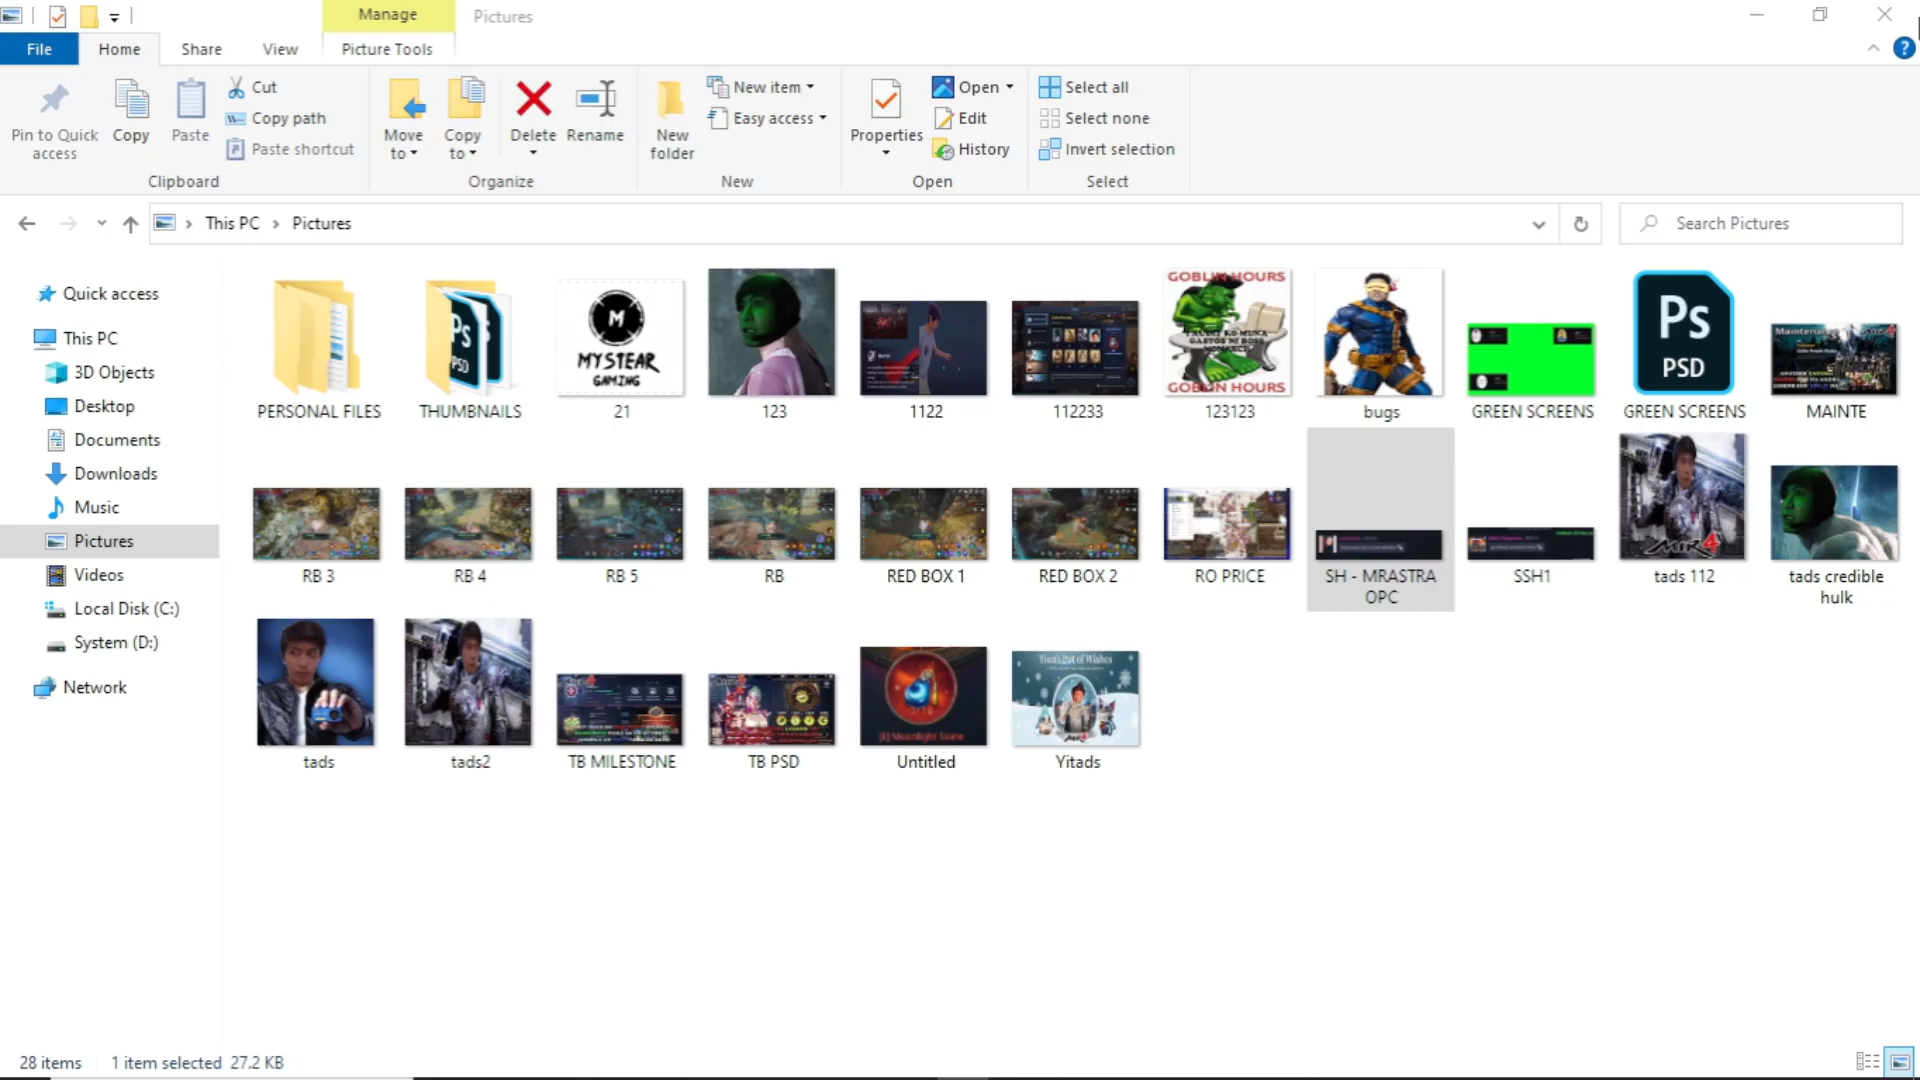 Manage
Pictures
File
Home
Share
View
Picture Tools
Pin to Quick access
Copy
Paste
Cut
Copy path
Paste shortcut
Clipboard
Move to
Copy to
Delete
Rename
Organize
New folder
New item
Easy access
New
Properties
Open
Edit
History
Open
Select all
Select none
Invert selection
Select
This PC
Pictures
Search Pictures
Quick access
This PC
3D Objects
Desktop
Documents
Downloads
Music
Pictures
Videos
Local Disk (C:)
System (D:)
Network
Ps
PSD
M
MYSTEAR
GAMING
GOBLIN HOURS
GOBLIN HOURS
Ps
PSD
PERSONAL FILES
THUMBNAILS
21
123
1122
112233
123123
bugs
GREEN SCREENS
GREEN SCREENS
MAINTE
MIR4
RB 3
RB 4
RB 5
RB
RED BOX 1
RED BOX 2
RO PRICE
SH - MRASTRA
OPC
SSH1
tads 112
tads credible
hulk
tads
tads2
TB MILESTONE
TB PSD
Untitled
Yitads
28 items
1 item selected 27.2 KB